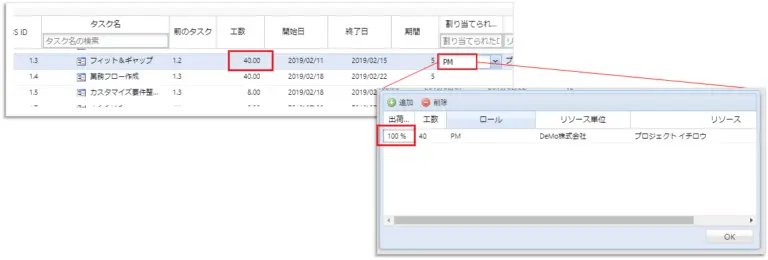 S ID タスク名 前のタスク 工数 開始日 終了日 期間 割り当てられた...
タスク名の検索 割り当てられたロ
1.3 フィット＆ギャップ 1.2 40.00 2019/02/11 2019/02/15 5 PM
1.4 業務フロー作成 1.3 40.00 2019/02/18 2019/02/22 5
1.5 カスタマイズ要件整... 1.3 8.00 2019/02/18
追加 削除
出荷... 工数 ロール リソース単位 リソース
100 % 40 PM DeMo株式会社 プロジェクト イチロウ
OK